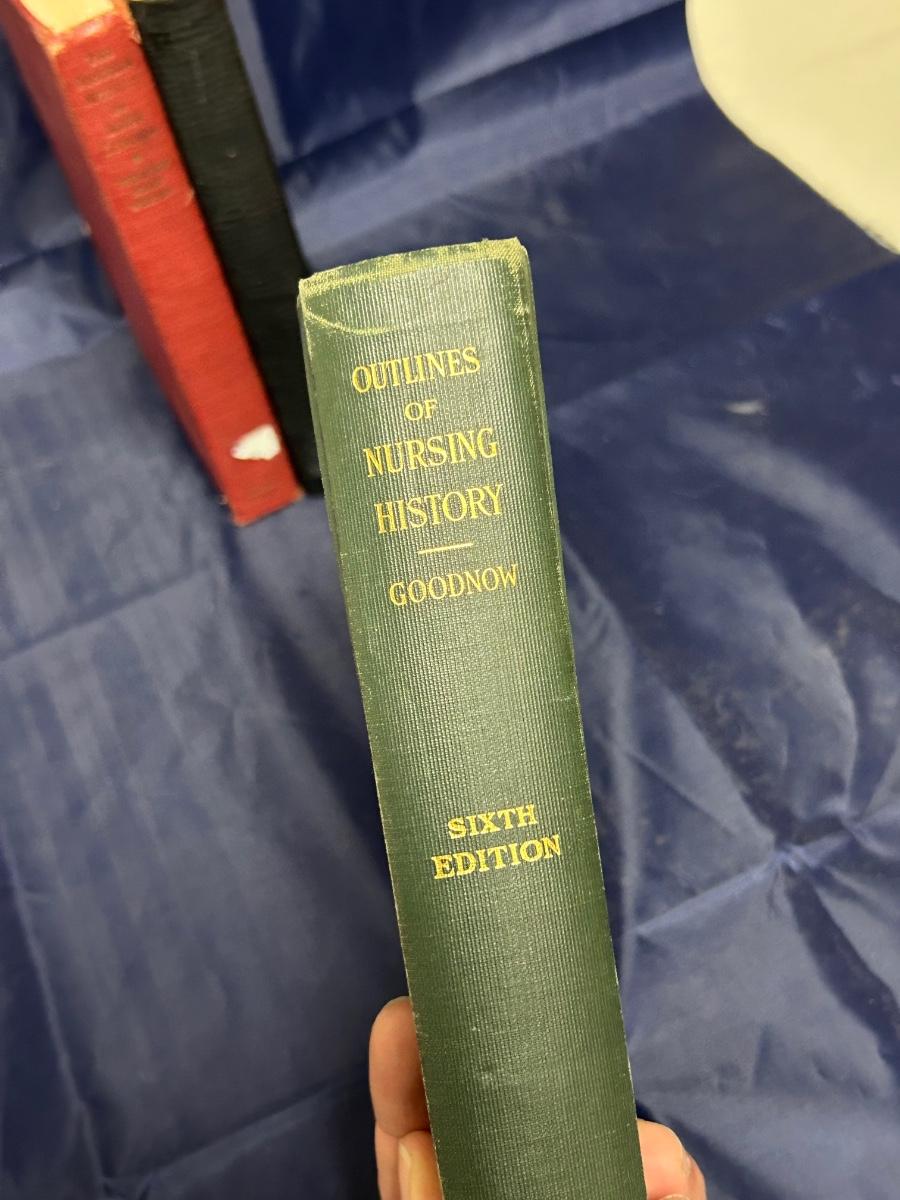 OUTLINES
OF
NURSING
HISTORY
GOODNOW
SIXTH
EDITION